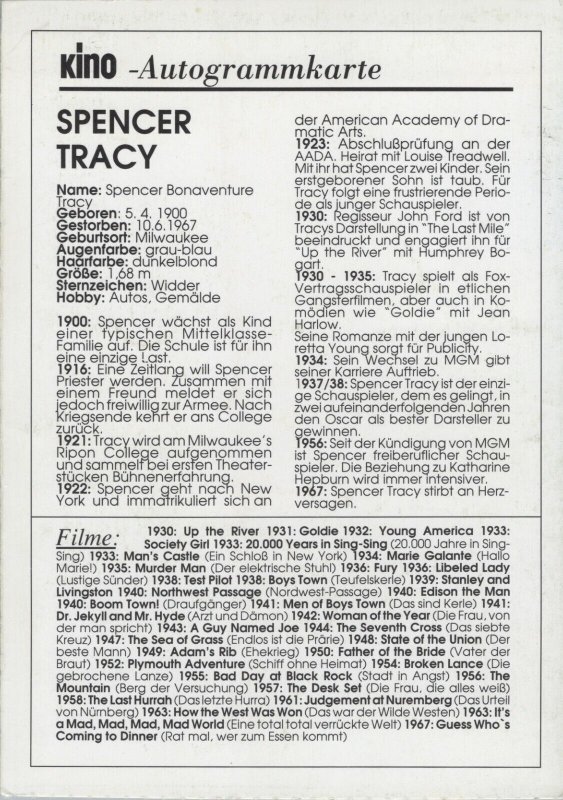 kino -Autogrammkarte
SPENCER
TRACY
Name: Spencer Bonaventure
Tracy
Geboren: 5. 4. 1900
Gestorben: 10.6.1967
Geburtsort: Milwaukee
Augenfarbe: grau-blau
Haarfarbe: dunkelblond
Größe: 1,68 m
Sternzeichen: Widder
Hobby: Autos, Gemälde
1900: Spencer wächst als Kind
einer typischen Mittelklasse-
Familie auf. Die Schule ist für ihn
eine einzige Last.
1916: Eine Zeitlang will Spencer
Priester werden. Zusammen mit
einem Freund meldet er sich
jedoch freiwillig zur Armee. Nach
Kriegsende kehrt er ans College
zurück.
1921: Tracy wird am Milwaukee's
Ripon College aufgenommen
und sammelt bei ersten Theater-
stücken Bühnenerfahrung.
1922: Spencer geht nach New
York und immatrikuliert sich an
der American Academy of Dra-
matic Arts.
1923: Abschlußprüfung an der
AADA. Heirat mit Louise Treadwell.
Mit ihr hat Spencer zwei Kinder. Sein
erstgeborener Sohn ist taub. Für
Tracy folgt eine frustrierende Perio-
de als junger Schauspieler.
1930: Regisseur John Ford ist von
Tracys Darstellung in "The Last Mile"
beeindruckt und engagiert ihn für
"Up the River" mit Humphrey Bo-
gart.
1930 - 1935: Tracy spielt als Fox-
Vertragsschauspieler in etlichen
Gangsterfilmen, aber auch in Ko-
mödien wie "Goldie" mit Jean
Harlow.
Seine Romanze mit der jungen Lo-
retta Young sorgt für Publicity.
1934: Sein Wechsel zu MGM gibt
seiner Karriere Auftrieb.
1937/38: Spencer Tracy ist der einzi-
ge Schauspieler, dem es gelingt, in
zwei aufeinanderfolgenden Jahren
den Oscar als bester Darsteller zu
gewinnen.
1956: Seit der Kündigung von MGM
ist Spencer freiberuflicher Schau-
spieler. Die Beziehung zu Katharine
Hepburn wird immer intensiver.
1967: Spencer Tracy stirbt an Herz-
versagen.
Filme: 1930: Up the River 1931: Goldie 1932: Young America 1933:
Society Girl 1933: 20.000 Years in Sing-Sing (20.000 Jahre in Sing-
Sing) 1933: Man's Castle (Ein Schloß in New York) 1934: Marie Galante (Hallo
Marie!) 1935: Murder Man (Der elektrische Stuhl) 1936: Fury 1936: Libeled Lady
(Lustige Sünder) 1938: Test Pilot 1938: Boys Town (Teufelskerle) 1939: Stanley and
Livingston 1940: Northwest Passage (Nordwest-Passage) 1940: Edison the Man
1940: Boom Town! (Draufgänger) 1941: Men of Boys Town (Das sind Kerle) 1941:
Dr. Jekyll and Mr. Hyde (Arzt und Dämon) 1942: Woman of the Year (Die Frau, von
der man spricht) 1943: A Guy Named Joe 1944: The Seventh Cross (Das siebte
Kreuz) 1947: The Sea of Grass (Endlos ist die Prärie) 1948: State of the Union (Der
beste Mann) 1949: Adam's Rib (Ehekrieg) 1950: Father of the Bride (Vater der
Braut) 1952: Plymouth Adventure (Schiff ohne Heimat) 1954: Broken Lance (Die
gebrochene Lanze) 1955: Bad Day at Black Rock (Stadt in Angst) 1956: The
Mountain (Berg der Versuchung) 1957: The Desk Set (Die Frau, die alles weiß)
1958: The Last Hurrah (Das letzte Hurra) 1961: Judgement at Nuremberg (Das Urteil
von Nürnberg) 1963: How the West Was Won (Das war der Wilde Westen) 1963: It's
a Mad, Mad, Mad, Mad World (Eine total total verrückte Welt) 1967: Guess Who`s
Coming to Dinner (Rat mal, wer zum Essen kommt)